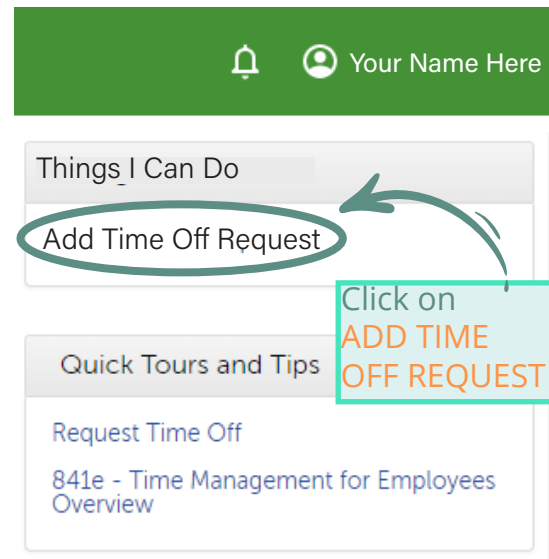 Your Name Here
Things I Can Do
Add Time Off Request
Click on
ADD TIME
OFF REQUEST
Quick Tours and Tips
Request Time Off
841e - Time Management for Employees
Overview